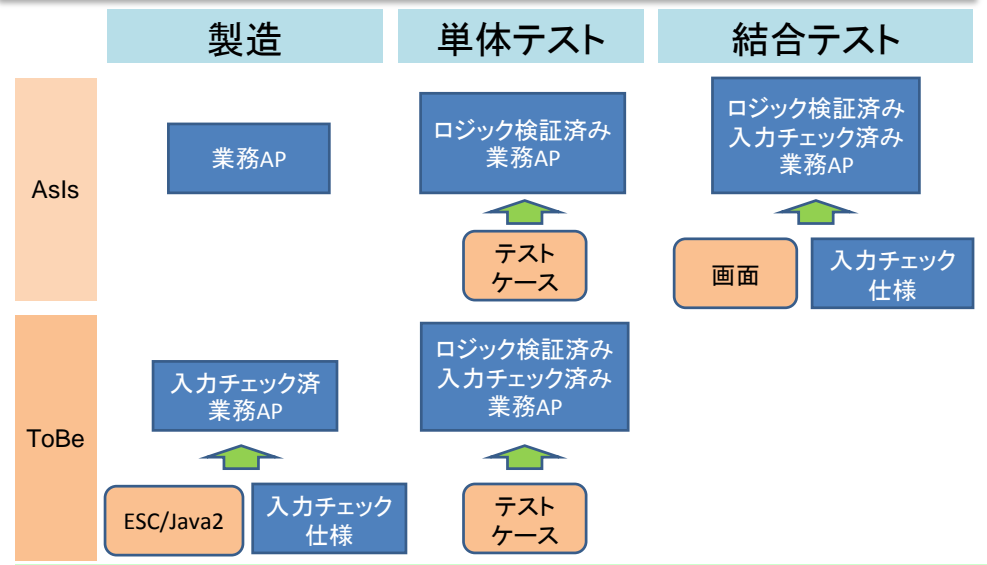 製造
単体テスト
結合テスト
AsIs
業務AP
ロジック検証済み
業務AP
ロジック検証済み
入力チェック済み
業務AP
テスト
ケース
画面
入力チェック
仕様
ToBe
入力チェック済
業務AP
ロジック検証済み
入力チェック済み
業務AP
ESC/Java2
入力チェック
仕様
テスト
ケース